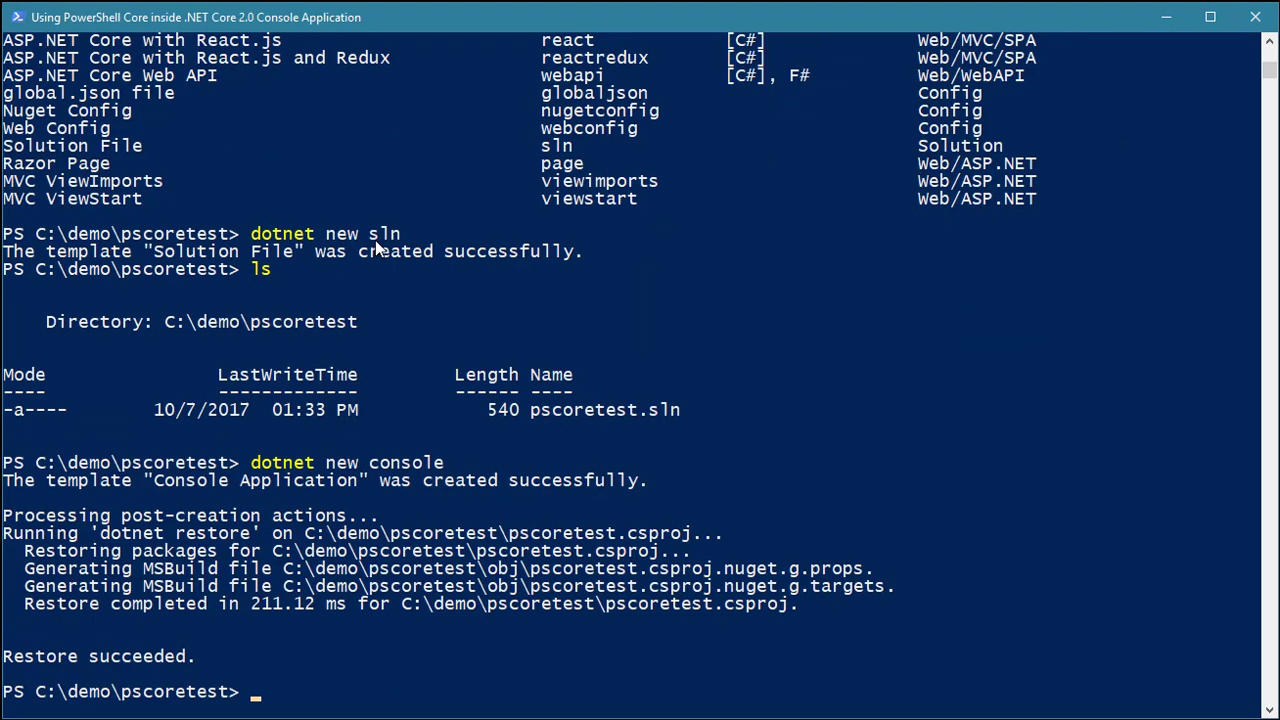 Using PowerShell Core inside .NET Core 2.0 Console Application
ASP.NET Core with React.js react [C#] Web/MVC/SPA
ASP.NET Core with React.js and Redux reactredux [C#] Web/MVC/SPA
ASP.NET Core Web API webapi [C#], F# Web/WebAPI
global.json file globaljson Config
Nuget Config nugetconfig Config
Web Config webconfig Config
Solution File sln Solution
Razor Page page Web/ASP.NET
MVC ViewImports viewimports Web/ASP.NET
MVC ViewStart viewstart Web/ASP.NET
PS C:\demo\pscoretest> dotnet new sln
The template "Solution File" was created successfully.
PS C:\demo\pscoretest> ls
Directory: C:\demo\pscoretest
Mode LastWriteTime Length Name
---- ------------- ------ ----
-a---- 10/7/2017 01:33 PM 540 pscoretest.sln
PS C:\demo\pscoretest> dotnet new console
The template "Console Application" was created successfully.
Processing post-creation actions...
Running 'dotnet restore' on C:\demo\pscoretest\pscoretest.csproj...
Restoring packages for C:\demo\pscoretest\pscoretest.csproj...
Generating MSBuild file C:\demo\pscoretest\obj\pscoretest.csproj.nuget.g.props.
Generating MSBuild file C:\demo\pscoretest\obj\pscoretest.csproj.nuget.g.targets.
Restore completed in 211.12 ms for C:\demo\pscoretest\pscoretest.csproj.
Restore succeeded.
PS C:\demo\pscoretest> _